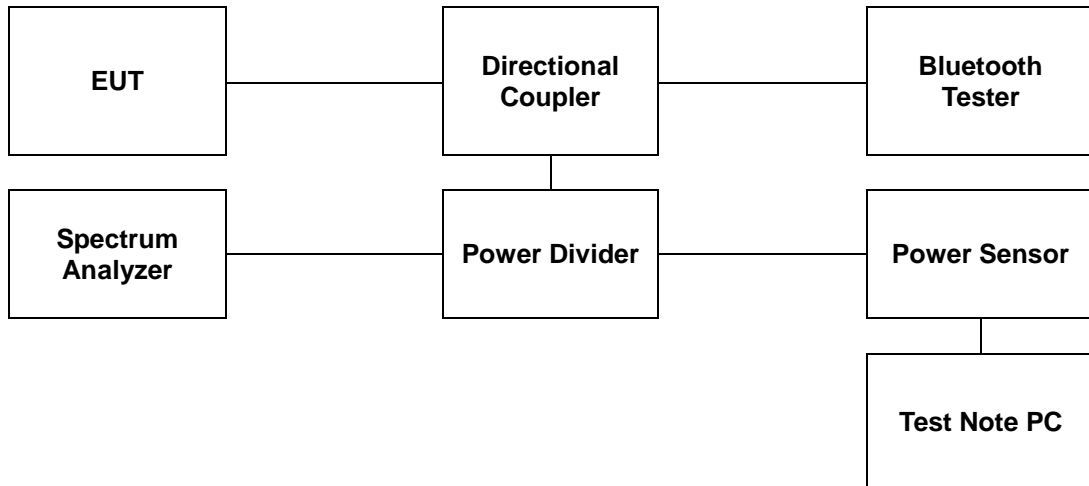 EUT
Directional
Coupler
Bluetooth
Tester
Spectrum
Analyzer
Power Divider
Power Sensor
Test Note PC